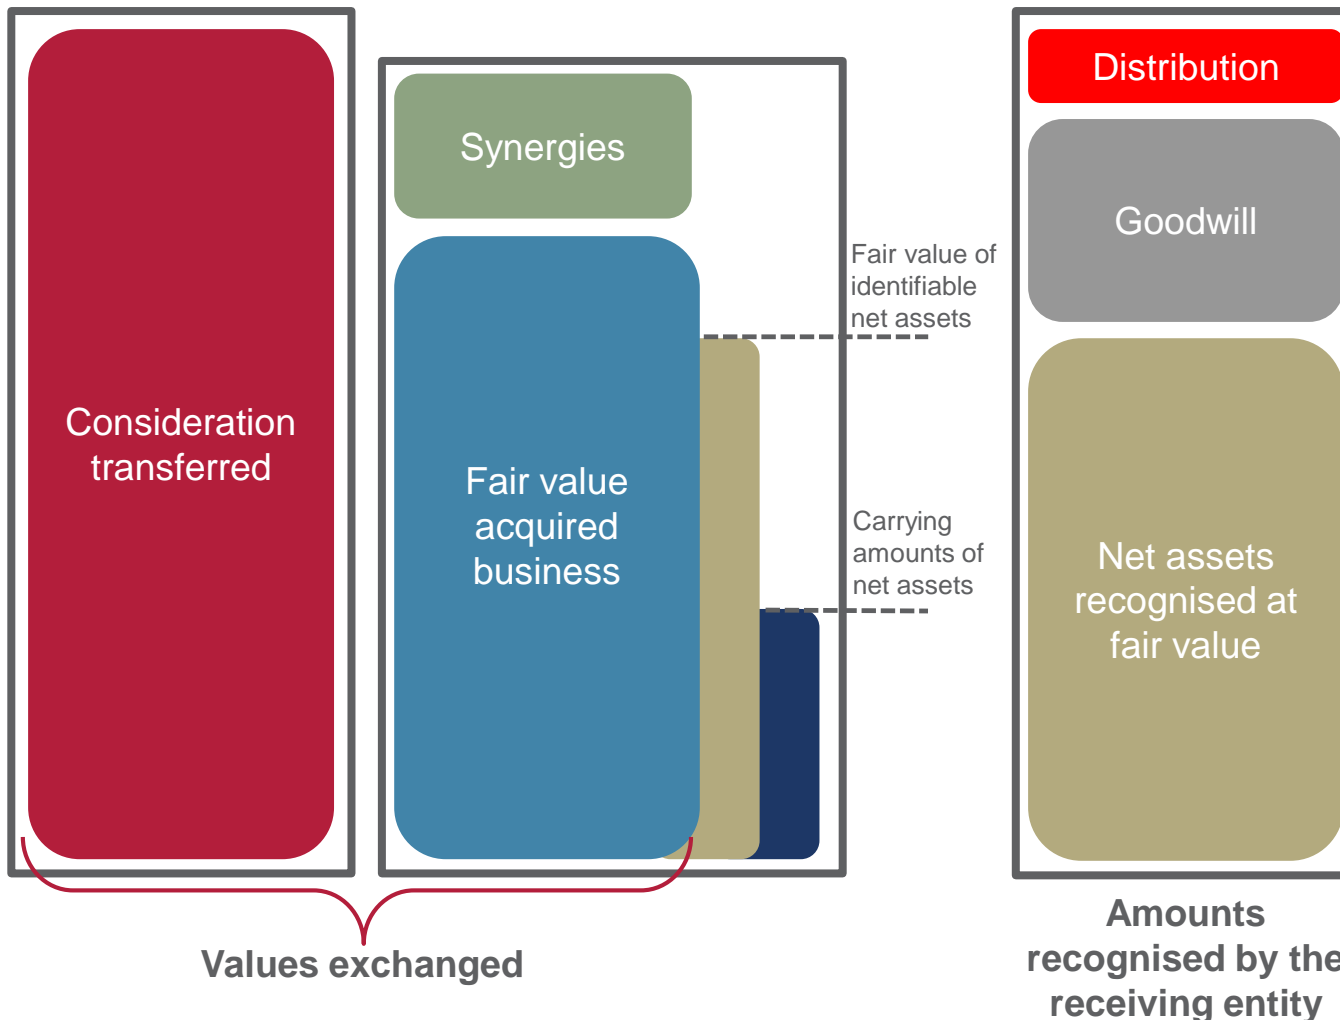 Consideration
transferred
Synergies
Fair value
acquired
business
Fair value of
identifiable
net assets
Carrying
amounts of
net assets
Distribution
Goodwill
Net assets
recognised at
fair value
Values exchanged
Amounts
recognised by the
receiving entity